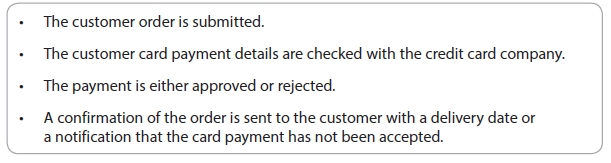 • The customer order is submitted.
• The customer card payment details are checked with the credit card company.
• The payment is either approved or rejected.
• A confirmation of the order is sent to the customer with a delivery date or
a notification that the card payment has not been accepted.